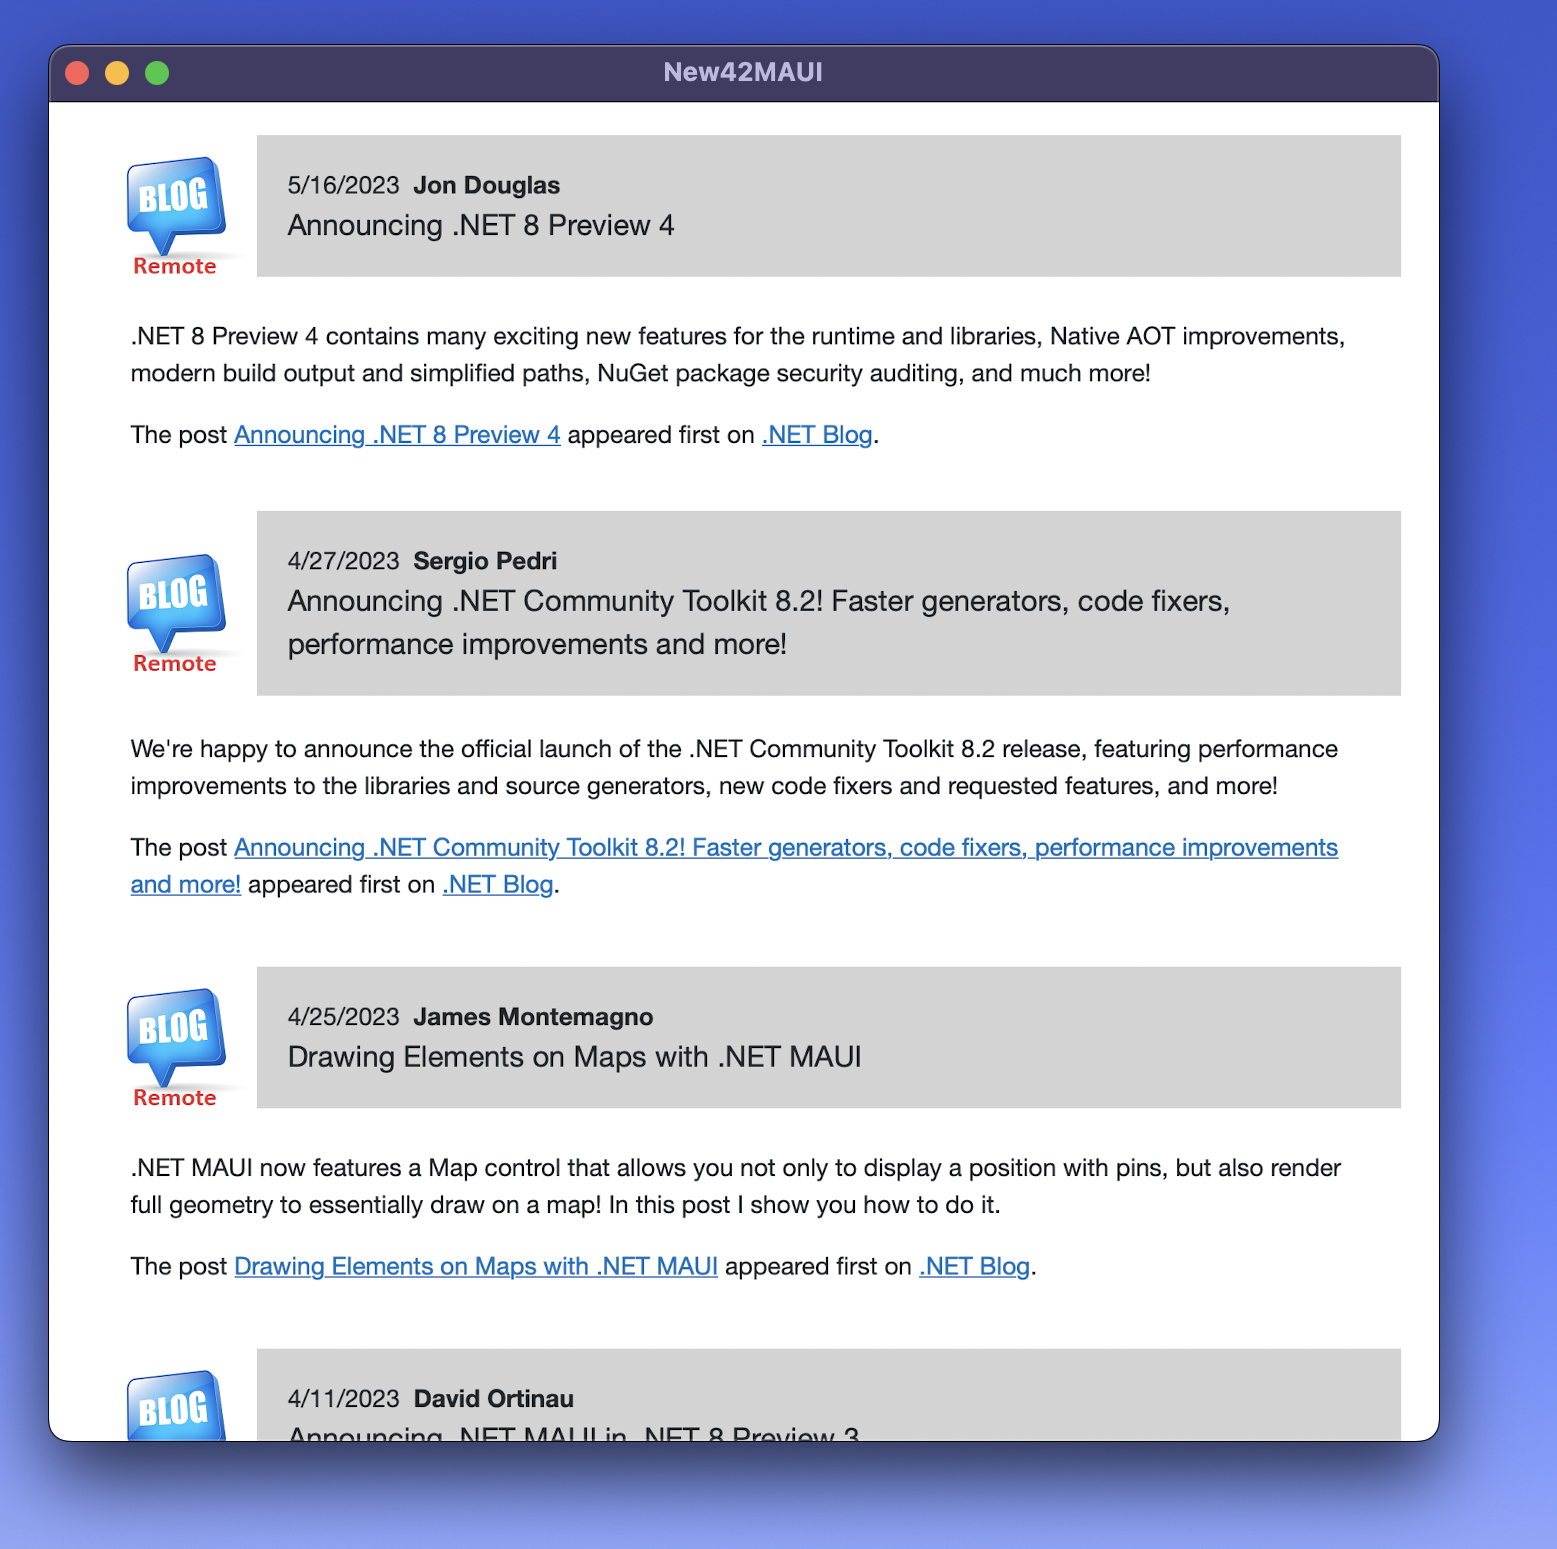 New42MAUI
BLOG
Remote
5/16/2023 Jon Douglas
Announcing .NET 8 Preview 4
.NET 8 Preview 4 contains many exciting new features for the runtime and libraries, Native AOT improvements,
modern build output and simplified paths, NuGet package security auditing, and much more!
The post Announcing .NET 8 Preview 4 appeared first on .NET Blog.
BLOG
Remote
4/27/2023 Sergio Pedri
Announcing .NET Community Toolkit 8.2! Faster generators, code fixers,
performance improvements and more!
We're happy to announce the official launch of the .NET Community Toolkit 8.2 release, featuring performance
improvements to the libraries and source generators, new code fixers and requested features, and more!
The post Announcing .NET Community Toolkit 8.2! Faster generators, code fixers, performance improvements
and more! appeared first on .NET Blog.
BLOG
Remote
4/25/2023 James Montemagno
Drawing Elements on Maps with .NET MAUI
.NET MAUI now features a Map control that allows you not only to display a position with pins, but also render
full geometry to essentially draw on a map! In this post I show you how to do it.
The post Drawing Elements on Maps with .NET MAUI appeared first on .NET Blog.
BLOG
4/11/2023 David Ortinau
Announcing .NET MAUI in .NET 8 Preview 3